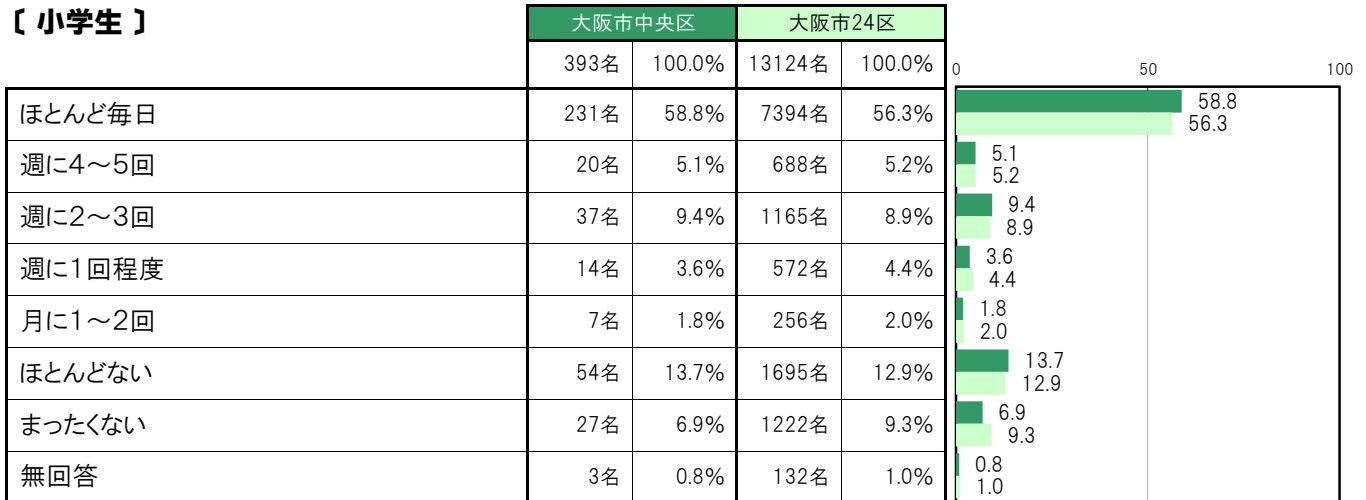 〔 小学生 〕
大阪市中央区 大阪市24区
393名 100.0% 13124名 100.0%
0 50 100
ほとんど毎日 231名 58.8% 7394名 56.3% 58.8
56.3
週に4～5回 20名 5.1% 688名 5.2% 5.1
5.2
週に2～3回 37名 9.4% 1165名 8.9% 9.4
8.9
週に1回程度 14名 3.6% 572名 4.4% 3.6
4.4
月に1～2回 7名 1.8% 256名 2.0% 1.8
2.0
ほとんどない 54名 13.7% 1695名 12.9% 13.7
12.9
まったくない 27名 6.9% 1222名 9.3% 6.9
9.3
無回答 3名 0.8% 132名 1.0% 0.8
1.0